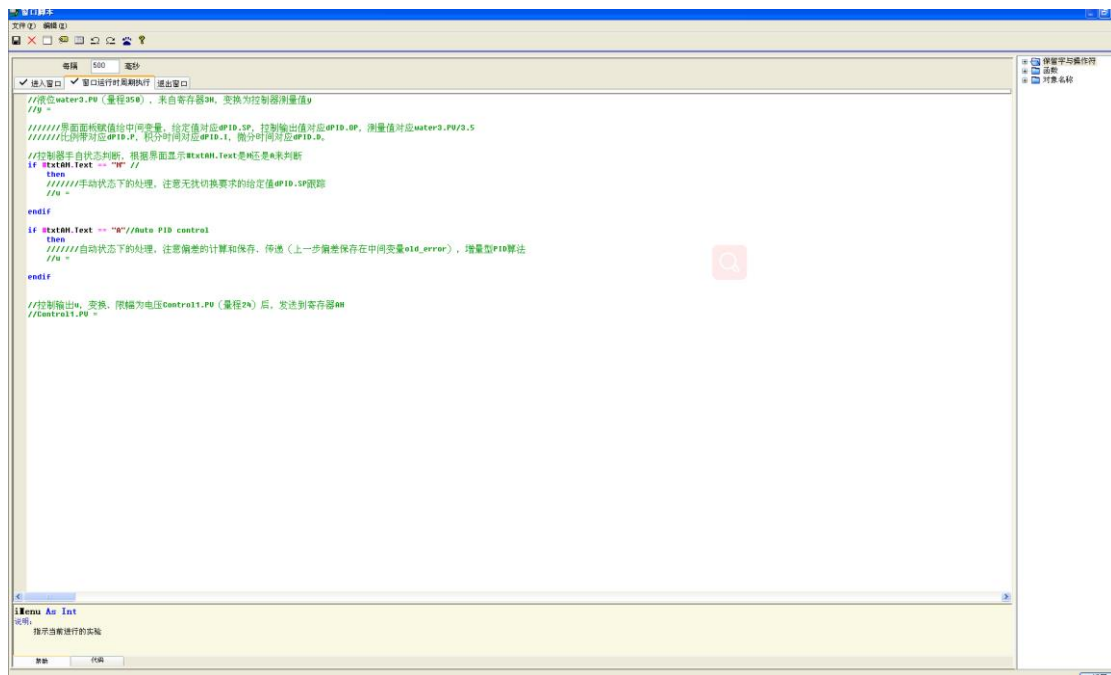 窗口脚本
文件(F) 编辑(E)
每隔 500 毫秒
进入窗口 窗口运行时周期执行 退出窗口
//液位water3.PV（量程350）, 来自寄存器3H, 变换为控制器测量值y
//y =
///////界面面板赋值给中间变量, 给定值对应dPID.SP, 控制输出值对应dPID.OP, 测量值对应water3.PV/3.5
///////比例带对应dPID.P, 积分时间对应dPID.I, 微分时间对应dPID.D,
//控制器手自状态判断, 根据界面显示#txtAM.Text是M还是A来判断
if #txtAM.Text == "M" //
then
///////手动状态下的处理, 注意无扰切换要求的给定值dPID.SP跟踪
//u =
endif
if #txtAM.Text == "A"//Auto PID control
then
///////自动状态下的处理, 注意偏差的计算和保存、传递（上一步偏差保存在中间变量old_error）, 增量型PID算法
//u =
endif
//控制输出u, 变换、限幅为电压Control1.PV（量程24）后, 发送到寄存器AH
//Control1.PV =
iMenu As Int
说明:
指示当前进行的实验
代码
保留字与操作符
函数
对象名称